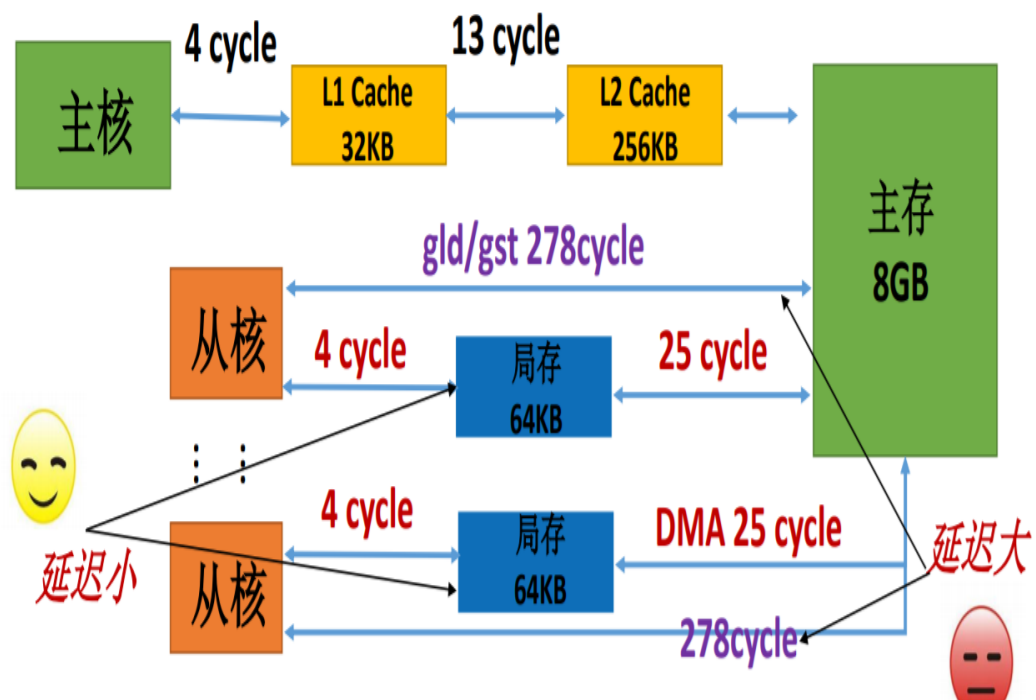 4 cycle
13 cycle
主核
L1 Cache
32KB
L2 Cache
256KB
主存
8GB
gld/gst 278cycle
从核
4 cycle
局存
64KB
25 cycle
延迟小
从核
4 cycle
局存
64KB
DMA 25 cycle
延迟大
278cycle